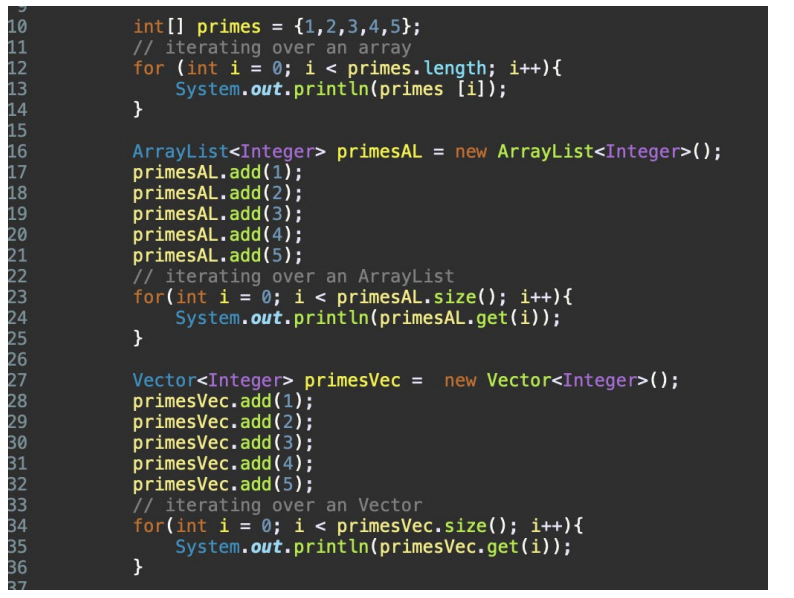 10 int[] primes = {1,2,3,4,5};
11 // iterating over an array
12 for (int i = 0; i < primes.length; i++){
13 System.out.println(primes [i]);
14 }
15
16 ArrayList<Integer> primesAL = new ArrayList<Integer>();
17 primesAL.add(1);
18 primesAL.add(2);
19 primesAL.add(3);
20 primesAL.add(4);
21 primesAL.add(5);
22 // iterating over an ArrayList
23 for(int i = 0; i < primesAL.size(); i++){
24 System.out.println(primesAL.get(i));
25 }
26
27 Vector<Integer> primesVec =  new Vector<Integer>();
28 primesVec.add(1);
29 primesVec.add(2);
30 primesVec.add(3);
31 primesVec.add(4);
32 primesVec.add(5);
33 // iterating over an Vector
34 for(int i = 0; i < primesVec.size(); i++){
35 System.out.println(primesVec.get(i));
36 }
37